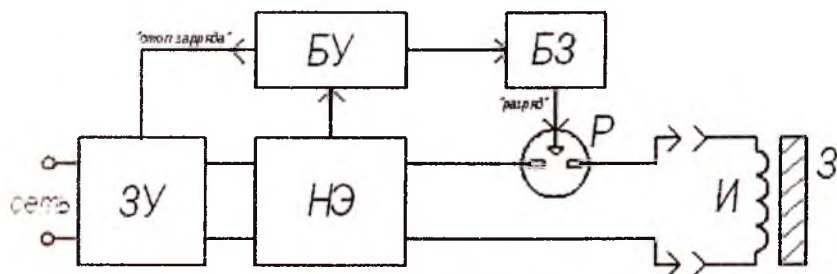 "стоп заряда"
БУ
БЗ
"разряд"
Р
сеть
ЗУ
НЭ
И
З